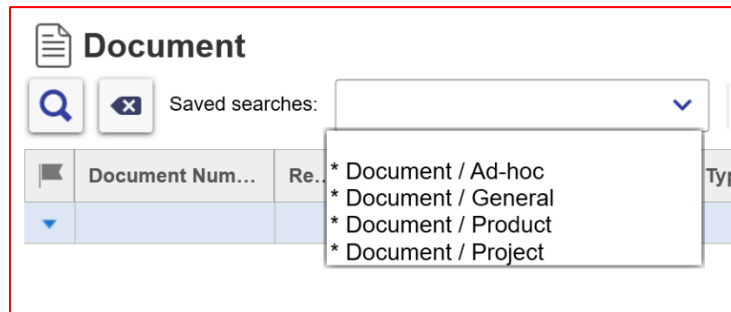 Document
Saved searches:
Document Num... Re.. Typ
* Document / Ad-hoc
* Document / General
* Document / Product
* Document / Project